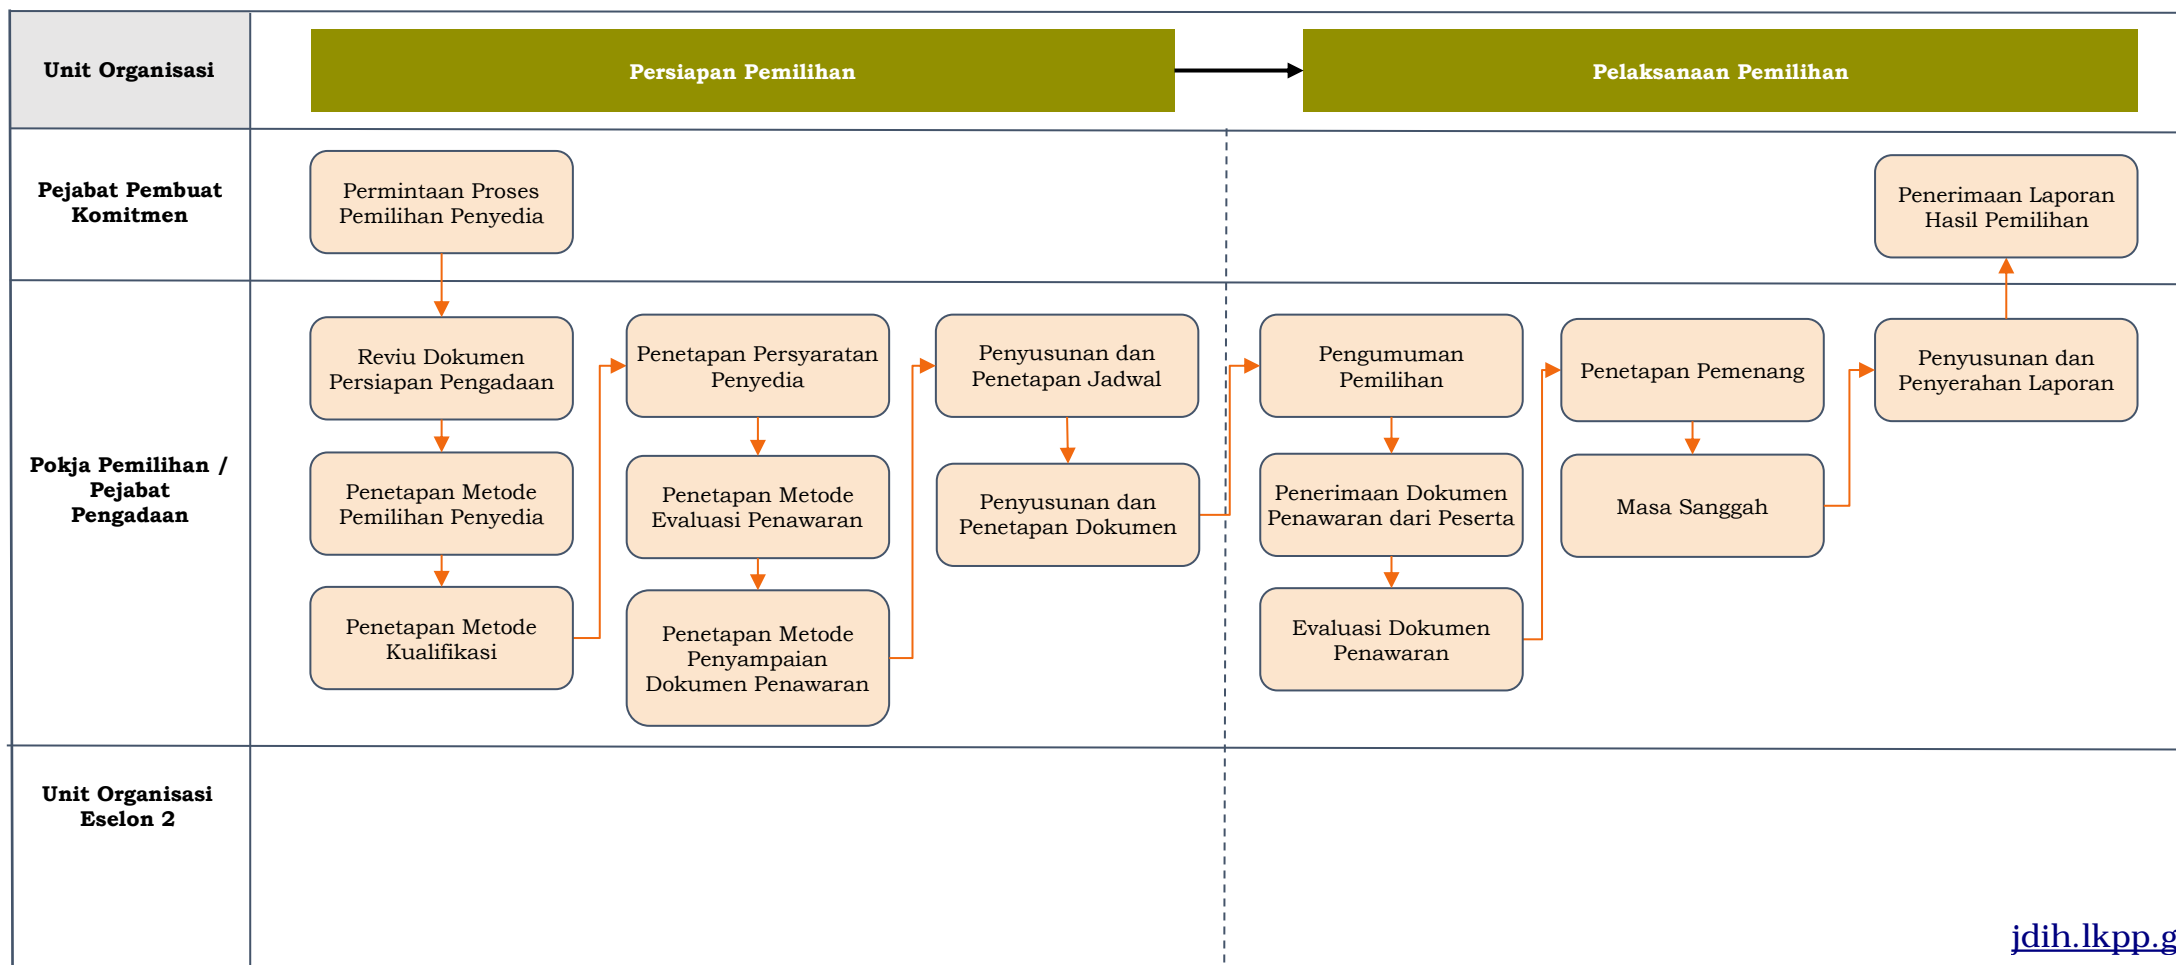 Unit Organisasi
Persiapan Pemilihan
Pelaksanaan Pemilihan
Pejabat Pembuat
Komitmen
Permintaan Proses
Pemilihan Penyedia
Penerimaan Laporan
Hasil Pemilihan
Pokja Pemilihan /
Pejabat
Pengadaan
Reviu Dokumen
Persiapan Pengadaan
Penetapan Metode
Pemilihan Penyedia
Penetapan Metode
Kualifikasi
Penetapan Persyaratan
Penyedia
Penetapan Metode
Evaluasi Penawaran
Penetapan Metode
Penyampaian
Dokumen Penawaran
Penyusunan dan
Penetapan Jadwal
Penyusunan dan
Penetapan Dokumen
Pengumuman
Pemilihan
Penerimaan Dokumen
Penawaran dari Peserta
Evaluasi Dokumen
Penawaran
Penetapan Pemenang
Masa Sanggah
Penyusunan dan
Penyerahan Laporan
Unit Organisasi
Eselon 2
jdih.lkpp.g